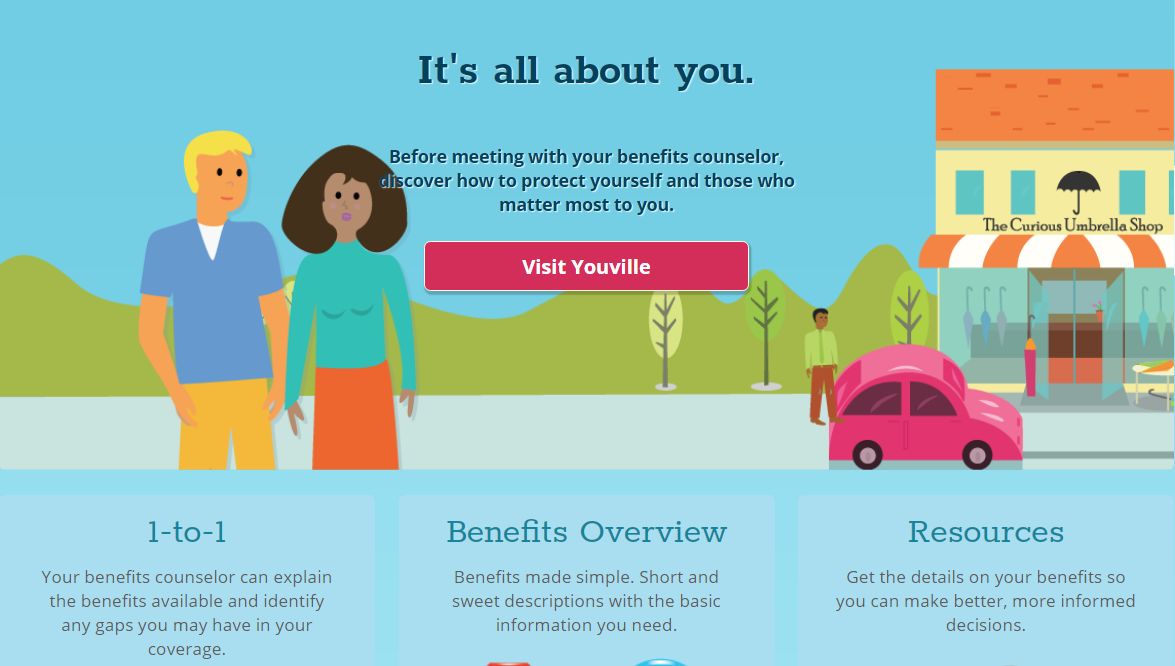 It's all about you.
Before meeting with your benefits counselor,
discover how to protect yourself and those who
matter most to you.
The Curious Umbrella Shop
Visit Youville
1-to-1
Your benefits counselor can explain
the benefits available and identify
any gaps you may have in your
coverage.
Benefits Overview
Benefits made simple. Short and
sweet descriptions with the basic
information you need.
Resources
Get the details on your benefits so
you can make better, more informed
decisions.